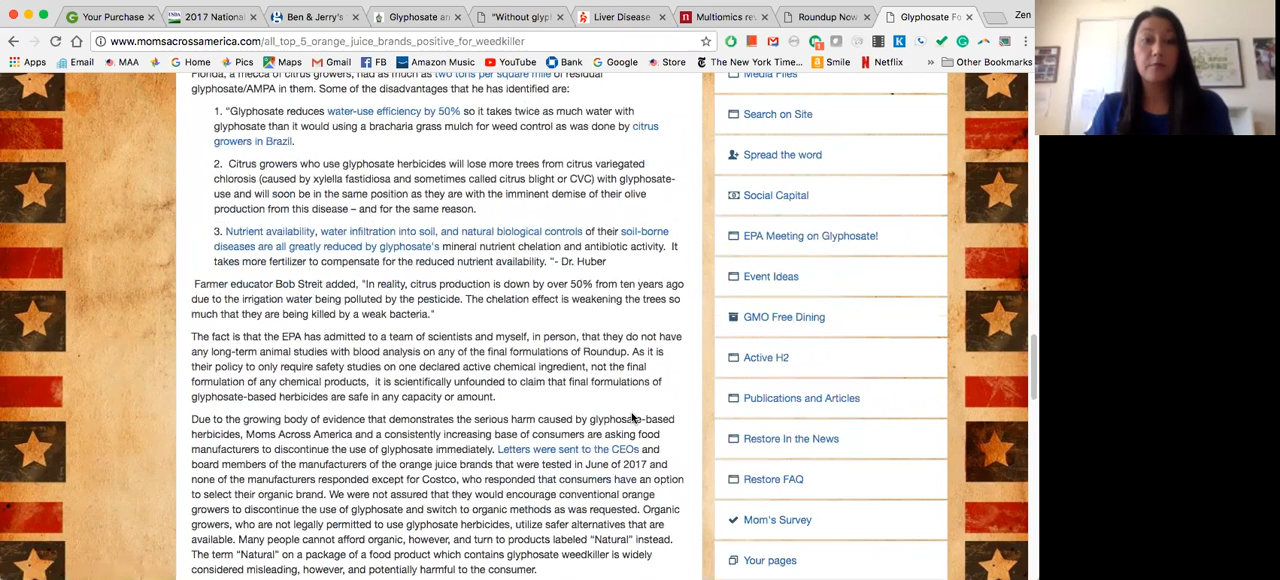 Your Purchase
2017 National
Ben & Jerry's
Glyphosate an
"Without glyp
Liver Disease
Multiomics re
Roundup Now
Glyphosate Fo
Zen
www.momsacrossamerica.com/all_top_5_orange_juice_brands_positive_for_weedkiller
Apps
Email
MAA
Home
Pics
Maps
Gmail
FB
Amazon Music
YouTube
Bank
Google
Store
The New York Time...
Smile
Netflix
»
Other Bookmarks
Florida, a mecca of citrus growers, had as much as two tons per square mile of residual
glyphosate/AMPA in them. Some of the disadvantages that he has identified are:
1. "Glyphosate reduces water-use efficiency by 50% so it takes twice as much water with
glyphosate than it would using a bracharia grass mulch for weed control as was done by citrus
growers in Brazil.
2. Citrus growers who use glyphosate herbicides will lose more trees from citrus variegated
chlorosis (caused by xylella fastidiosa and sometimes called citrus blight or CVC) with glyphosate-
use and will soon be in the same position as they are with the imminent demise of their olive
production from this disease – and for the same reason.
3. Nutrient availability, water infiltration into soil, and natural biological controls of their soil-borne
diseases are all greatly reduced by glyphosate's mineral nutrient chelation and antibiotic activity. It
takes more fertilizer to compensate for the reduced nutrient availability. "- Dr. Huber
Farmer educator Bob Streit added, "In reality, citrus production is down by over 50% from ten years ago
due to the irrigation water being polluted by the pesticide. The chelation effect is weakening the trees so
much that they are being killed by a weak bacteria."
The fact is that the EPA has admitted to a team of scientists and myself, in person, that they do not have
any long-term animal studies with blood analysis on any of the final formulations of Roundup. As it is
their policy to only require safety studies on one declared active chemical ingredient, not the final
formulation of any chemical products, it is scientifically unfounded to claim that final formulations of
glyphosate-based herbicides are safe in any capacity or amount.
Due to the growing body of evidence that demonstrates the serious harm caused by glyphosate-based
herbicides, Moms Across America and a consistently increasing base of consumers are asking food
manufacturers to discontinue the use of glyphosate immediately. Letters were sent to the CEOs and
board members of the manufacturers of the orange juice brands that were tested in June of 2017 and
none of the manufacturers responded except for Costco, who responded that consumers have an option
to select their organic brand. We were not assured that they would encourage conventional orange
growers to discontinue the use of glyphosate and switch to organic methods as was requested. Organic
growers, who are not legally permitted to use glyphosate herbicides, utilize safer alternatives that are
available. Many people cannot afford organic, however, and turn to products labeled “Natural” instead.
The term “Natural” on a package of a food product which contains glyphosate weedkiller is widely
considered misleading, however, and potentially harmful to the consumer.
Media Files
Search on Site
Spread the word
Social Capital
EPA Meeting on Glyphosate!
Event Ideas
GMO Free Dining
Active H2
Publications and Articles
Restore In the News
Restore FAQ
Mom's Survey
Your pages